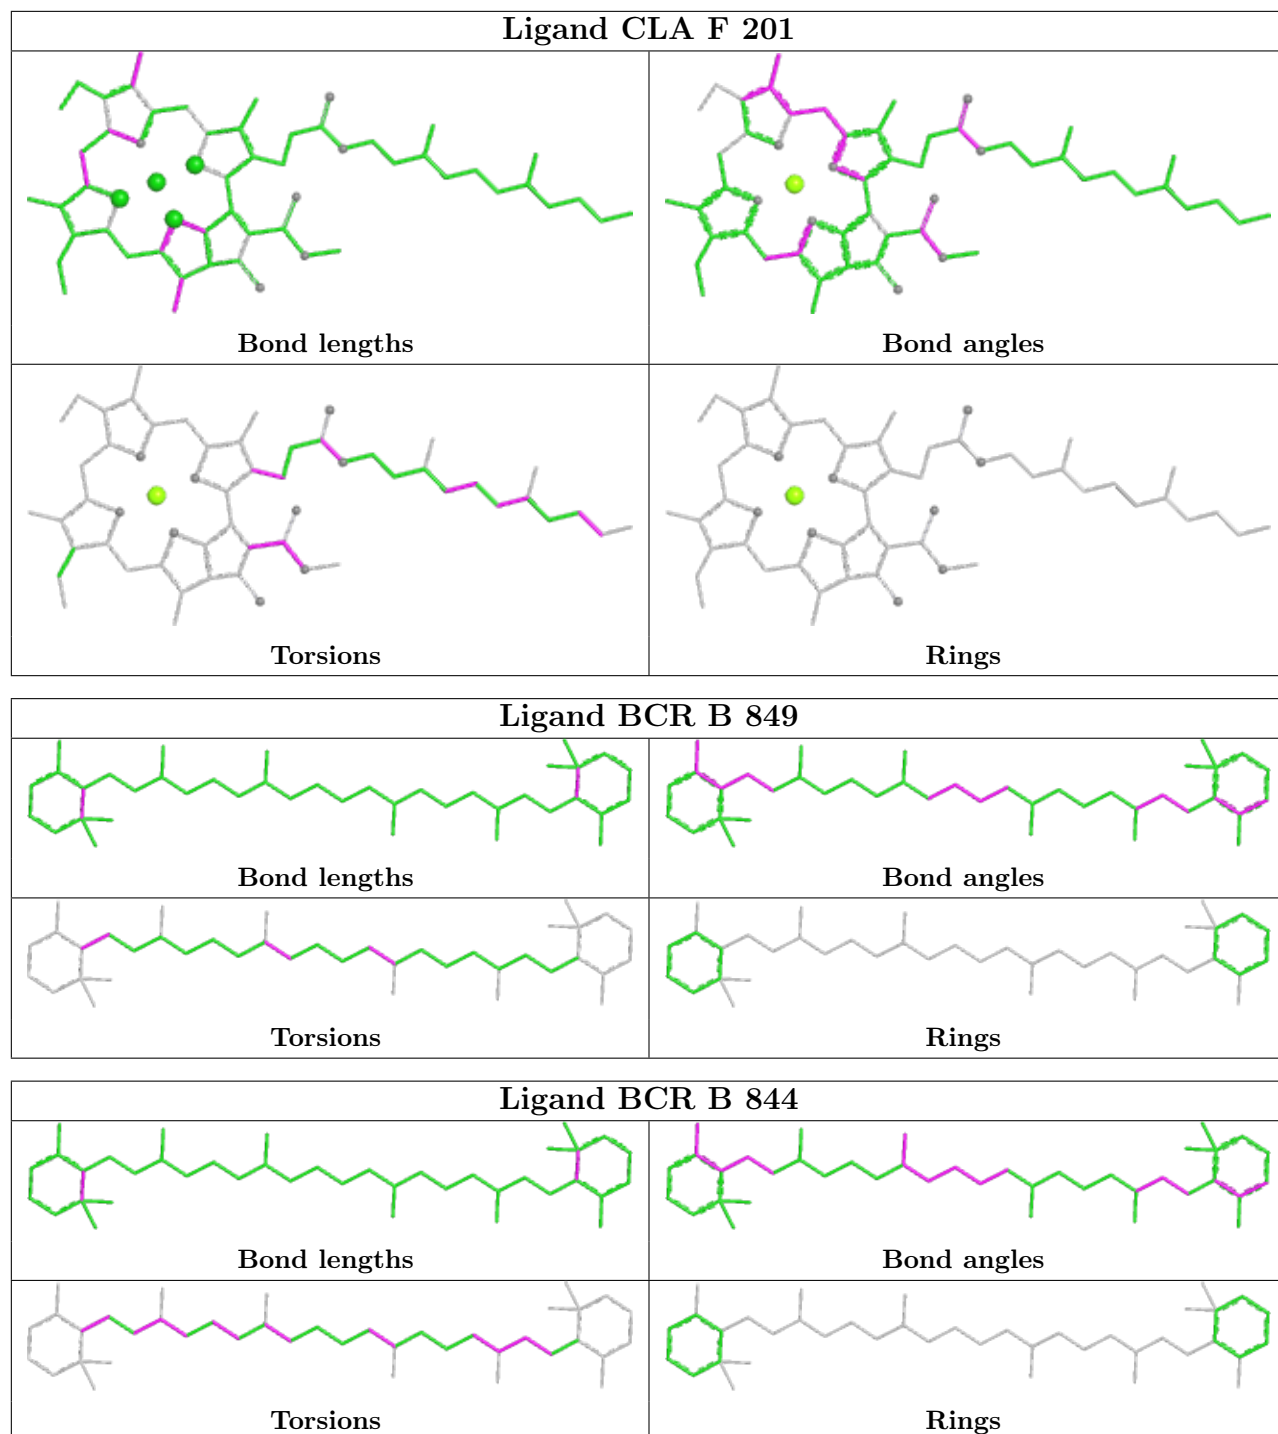 Ligand CLA F 201
Bond lengths
Bond angles
Torsions
Rings
Ligand BCR B 849
Bond lengths
Bond angles
Torsions
Rings
Ligand BCR B 844
Bond lengths
Bond angles
Torsions
Rings